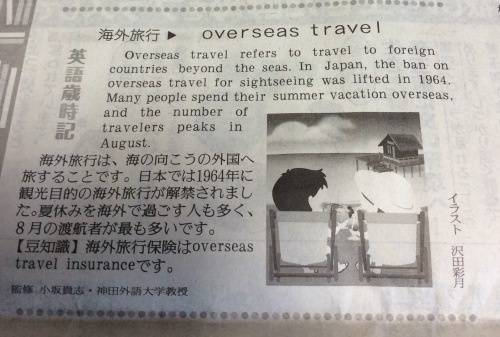 海外旅行▶ overseas travel
英語歳時記
Overseas travel refers to travel to foreign
countries beyond the seas. In Japan, the ban on
overseas travel for sightseeing was lifted in 1964.
Many people spend their summer vacation overseas,
and the number of
travelers peaks in
August.
海外旅行は、海の向こうの外国へ
旅することです。日本では1964年に
観光目的の海外旅行が解禁されまし
た。夏休みを海外で過ごす人も多く、
8月の渡航者が最も多いです。
【豆知識】海外旅行保険はoverseas
travel insuranceです。
監修 小坂貴志・神田外語大学教授
イラスト 沢田彩月